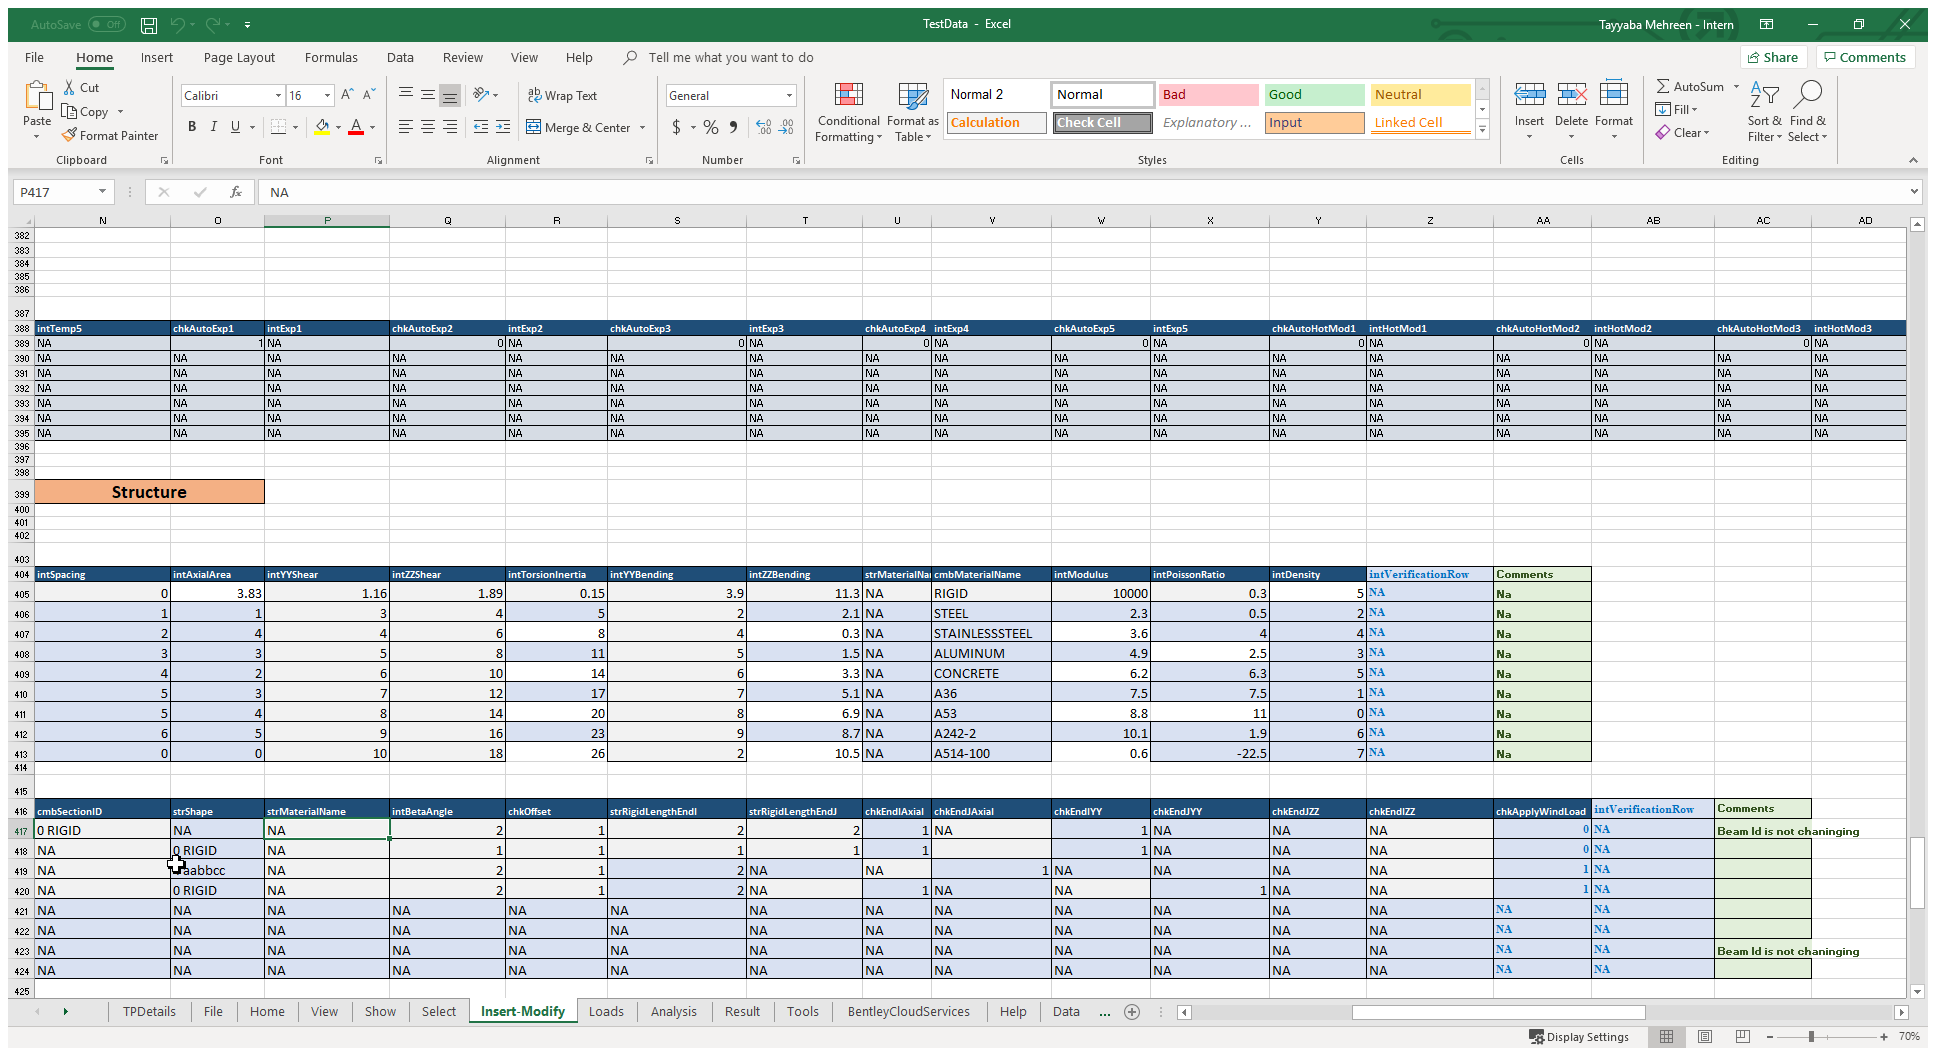 AutoSave Off TestData - Excel Tayyaba Mehreen - Intern
File Home Insert Page Layout Formulas Data Review View Help Tell me what you want to do Share Comments
Cut Calibri 16 Wrap Text General Normal 2 Normal Bad Good Neutral AutoSum
Copy Fill
Paste Conditional Format as Insert Delete Format Sort & Find &
Format Painter B I U Merge & Center $ % Formatting Table Calculation Check Cell Explanatory ... Input Linked Cell Clear Filter Select
Clipboard Font Alignment Number Styles Cells Editing
P417 fx NA
N O P Q R S T U V W X Y Z AA AB AC AD
382
383
384
385
386
387
388 intTemp5 chkAutoExp1 intExp1 chkAutoExp2 intExp2 chkAutoExp3 intExp3 chkAutoExp4 intExp4 chkAutoExp5 intExp5 chkAutoHotMod1 intHotMod1 chkAutoHotMod2 intHotMod2 chkAutoHotMod3 intHotMod3
389 NA 1 NA 0 NA 0 NA 0 NA 0 NA 0 NA 0 NA 0 NA
390 NA NA NA NA NA NA NA NA NA NA NA NA NA NA NA NA NA
391 NA NA NA NA NA NA NA NA NA NA NA NA NA NA NA NA NA
392 NA NA NA NA NA NA NA NA NA NA NA NA NA NA NA NA NA
393 NA NA NA NA NA NA NA NA NA NA NA NA NA NA NA NA NA
394 NA NA NA NA NA NA NA NA NA NA NA NA NA NA NA NA NA
395 NA NA NA NA NA NA NA NA NA NA NA NA NA NA NA NA NA
396
397
398
399 Structure
400
401
402
403
404 intSpacing intAxialArea intYYShear intZZShear intTorsionInertia intYYBending intZZBending strMaterialNar cmbMaterialName intModulus intPoissonRatio intDensity intVerificationRow Comments
405 0 3.83 1.16 1.89 0.15 3.9 11.3 NA RIGID 10000 0.3 5 NA Na
406 1 1 3 4 5 2 2.1 NA STEEL 2.3 0.5 2 NA Na
407 2 4 4 6 8 4 0.3 NA STAINLESSSTEEL 3.6 4 4 NA Na
408 3 3 5 8 11 5 1.5 NA ALUMINUM 4.9 2.5 3 NA Na
409 4 2 6 10 14 6 3.3 NA CONCRETE 6.2 6.3 5 NA Na
410 5 3 7 12 17 7 5.1 NA A36 7.5 7.5 1 NA Na
411 5 4 8 14 20 8 6.9 NA A53 8.8 11 0 NA Na
412 6 5 9 16 23 9 8.7 NA A242-2 10.1 1.9 6 NA Na
413 0 0 10 18 26 2 10.5 NA A514-100 0.6 -22.5 7 NA Na
414
415
416 cmbSectionID strShape strMaterialName intBetaAngle chkOffset strRigidLengthEndI strRigidLengthEndJ chkEndIAxial chkEndJAxial chkEndIYY chkEndJYY chkEndJZZ chkEndIZZ chkApplyWindLoad intVerificationRow Comments
417 0 RIGID NA NA 2 1 2 2 1 NA 1 NA NA NA 0 NA Beam Id is not chaninging
418 NA 0 RIGID NA 1 1 1 1 1 1 NA NA NA 0 NA
419 NA aabbcc NA 2 1 2 NA NA 1 NA NA NA NA 1 NA
420 NA 0 RIGID NA 2 1 2 NA 1 NA NA 1 NA NA 1 NA
421 NA NA NA NA NA NA NA NA NA NA NA NA NA NA NA
422 NA NA NA NA NA NA NA NA NA NA NA NA NA NA NA
423 NA NA NA NA NA NA NA NA NA NA NA NA NA NA NA Beam Id is not chaninging
424 NA NA NA NA NA NA NA NA NA NA NA NA NA NA NA
425
TPDetails File Home View Show Select Insert-Modify Loads Analysis Result Tools BentleyCloudServices Help Data ...
Display Settings 70%